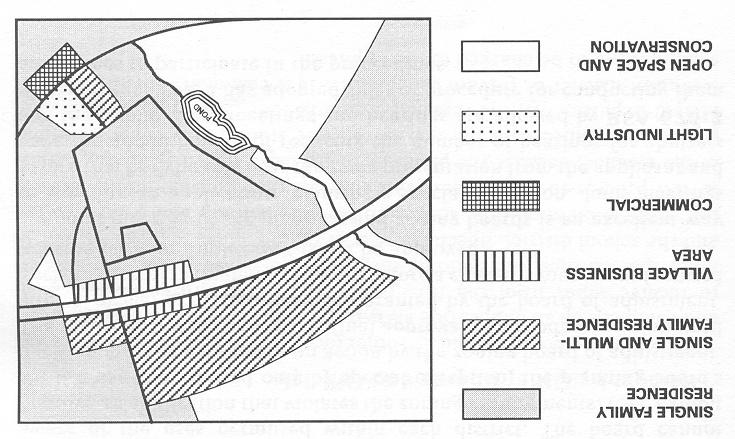 SINGLE FAMILY
RESIDENCE
SINGLE AND MULTI-
FAMILY RESIDENCE
VILLAGE BUSINESS
AREA
COMMERCIAL
LIGHT INDUSTRY
OPEN SPACE AND
CONSERVATION
POND